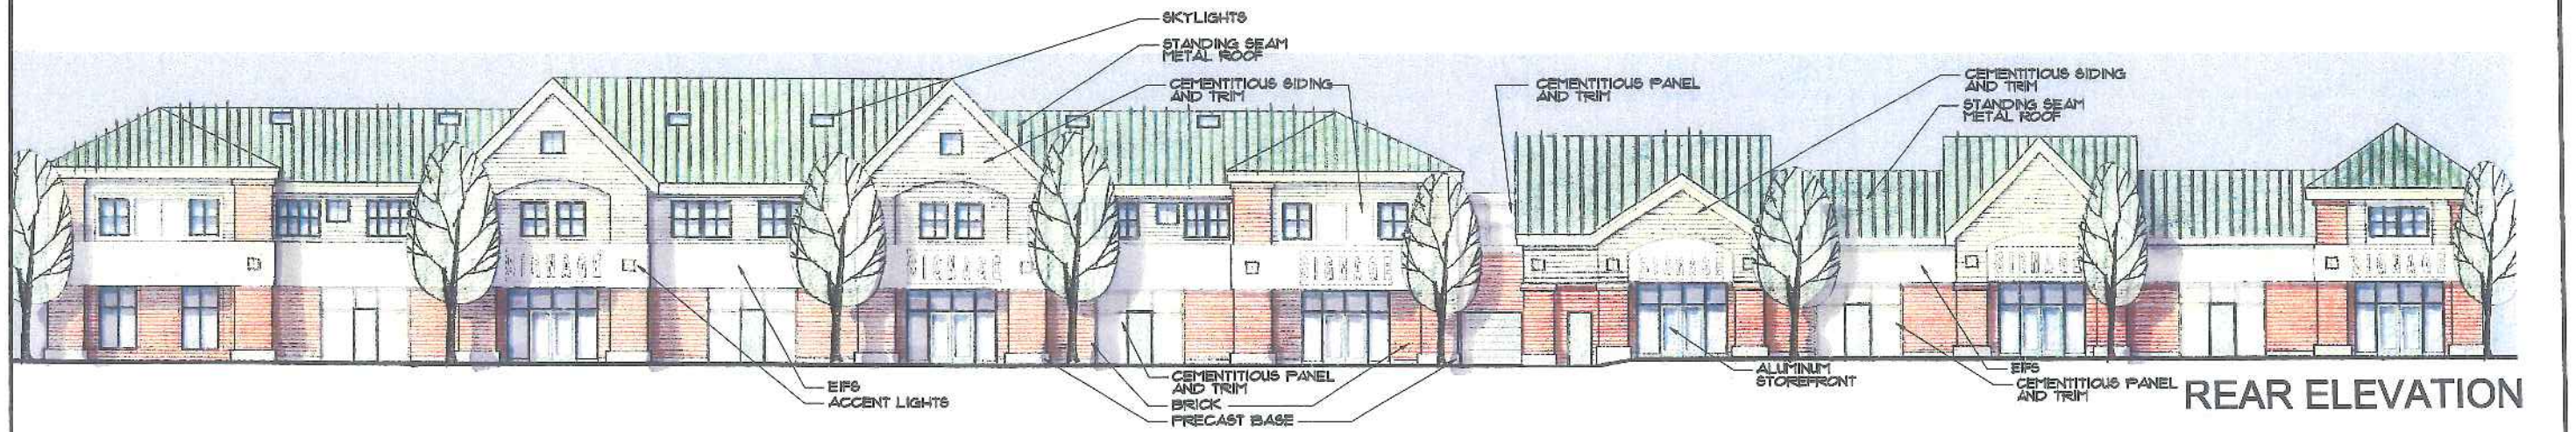 SKYLIGHTS
STANDING SEAM
METAL ROOF
CEMENTITIOUS SIDING
AND TRIM
CEMENTITIOUS PANEL
AND TRIM
CEMENTITIOUS SIDING
AND TRIM
STANDING SEAM
METAL ROOF
SIGNAGE
SIGNAGE
SIGNAGE
SIGNAGE
SIGNAGE
SIGNAGE
EIFS
ACCENT LIGHTS
CEMENTITIOUS PANEL
AND TRIM
BRICK
PRECAST BASE
ALUMINUM
STOREFRONT
EIFS
CEMENTITIOUS PANEL
AND TRIM
REAR ELEVATION